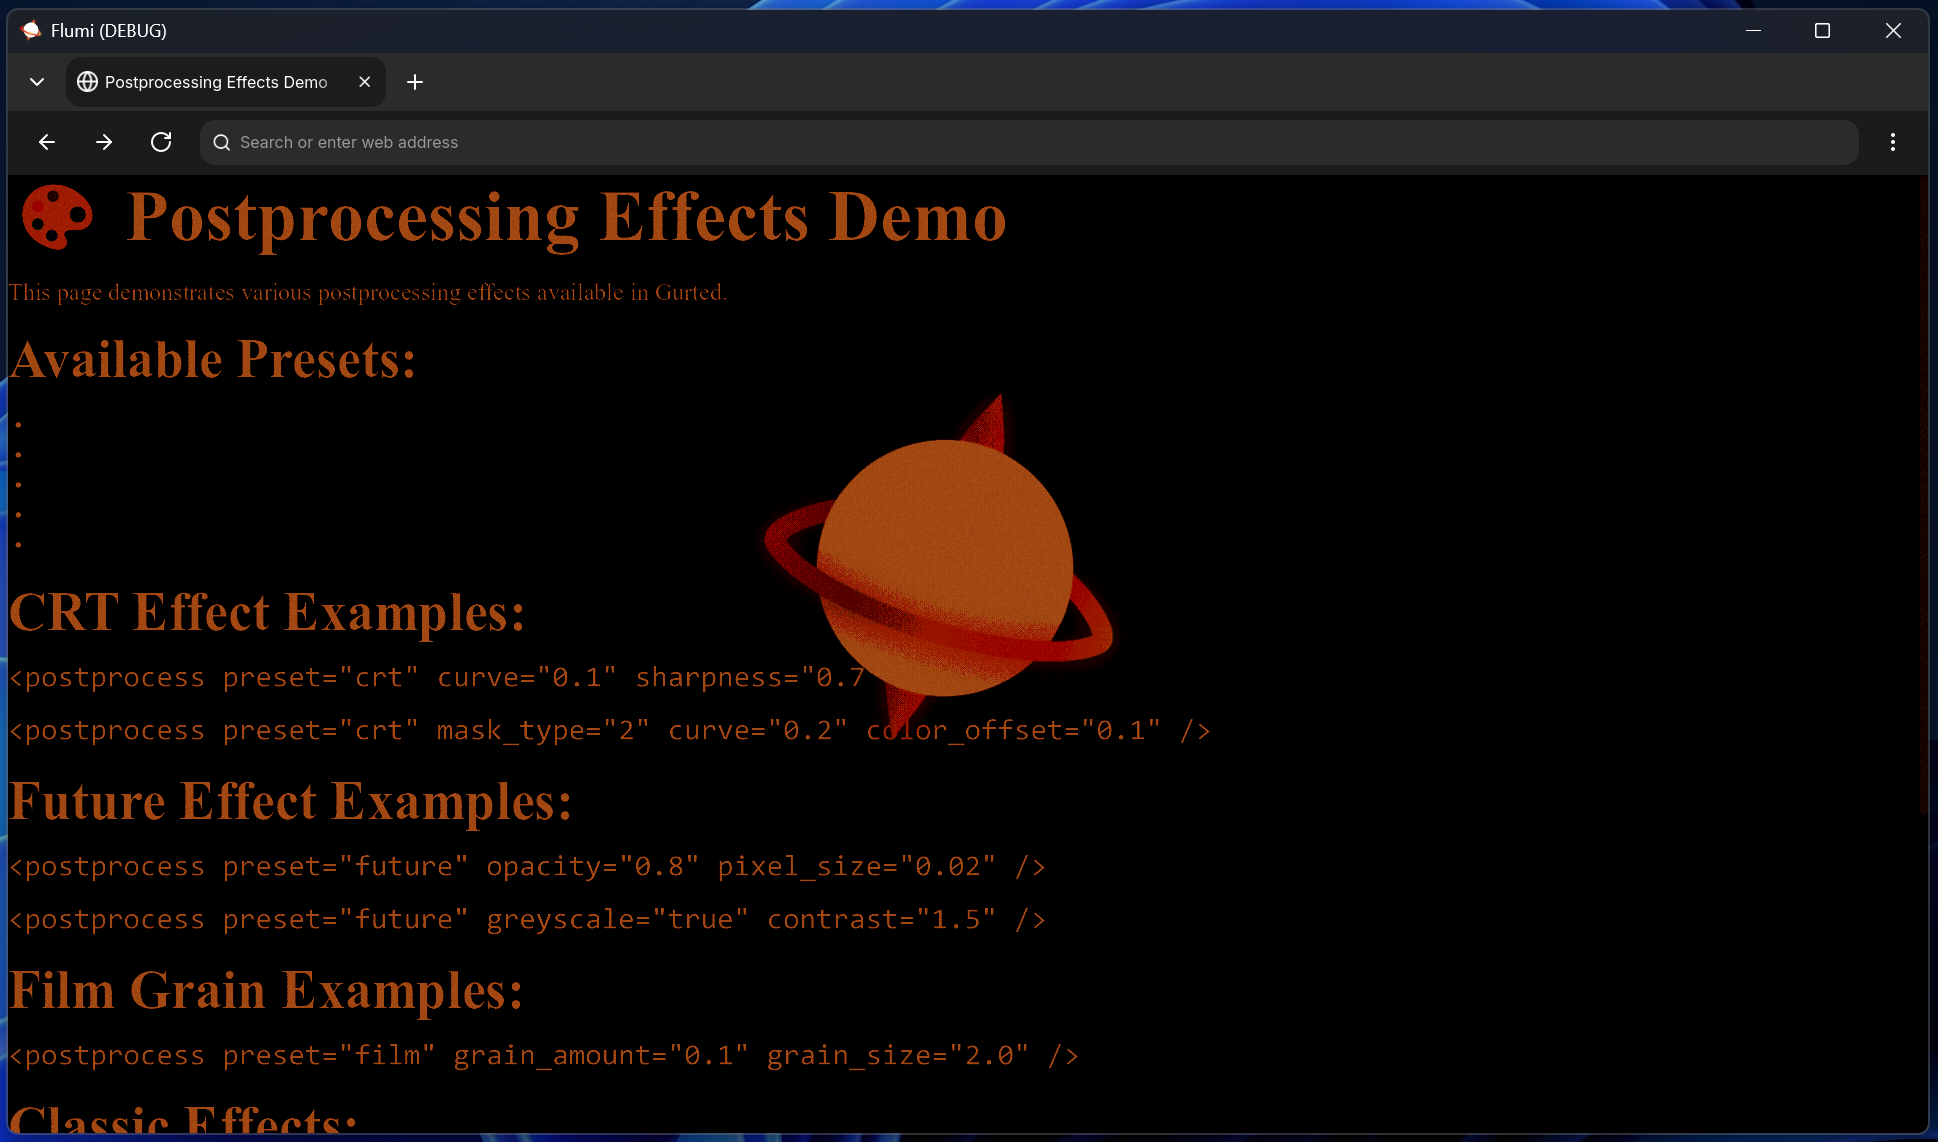 Flumi (DEBUG)
Postprocessing Effects Demo
Search or enter web address
Postprocessing Effects Demo
This page demonstrates various postprocessing effects available in Gurted.
Available Presets:
CRT Effect Examples:
<postprocess preset="crt" curve="0.1" sharpness="0.7
<postprocess preset="crt" mask_type="2" curve="0.2" color_offset="0.1" />
Future Effect Examples:
<postprocess preset="future" opacity="0.8" pixel_size="0.02" />
<postprocess preset="future" greyscale="true" contrast="1.5" />
Film Grain Examples:
<postprocess preset="film" grain_amount="0.1" grain_size="2.0" />
Classic Effects: